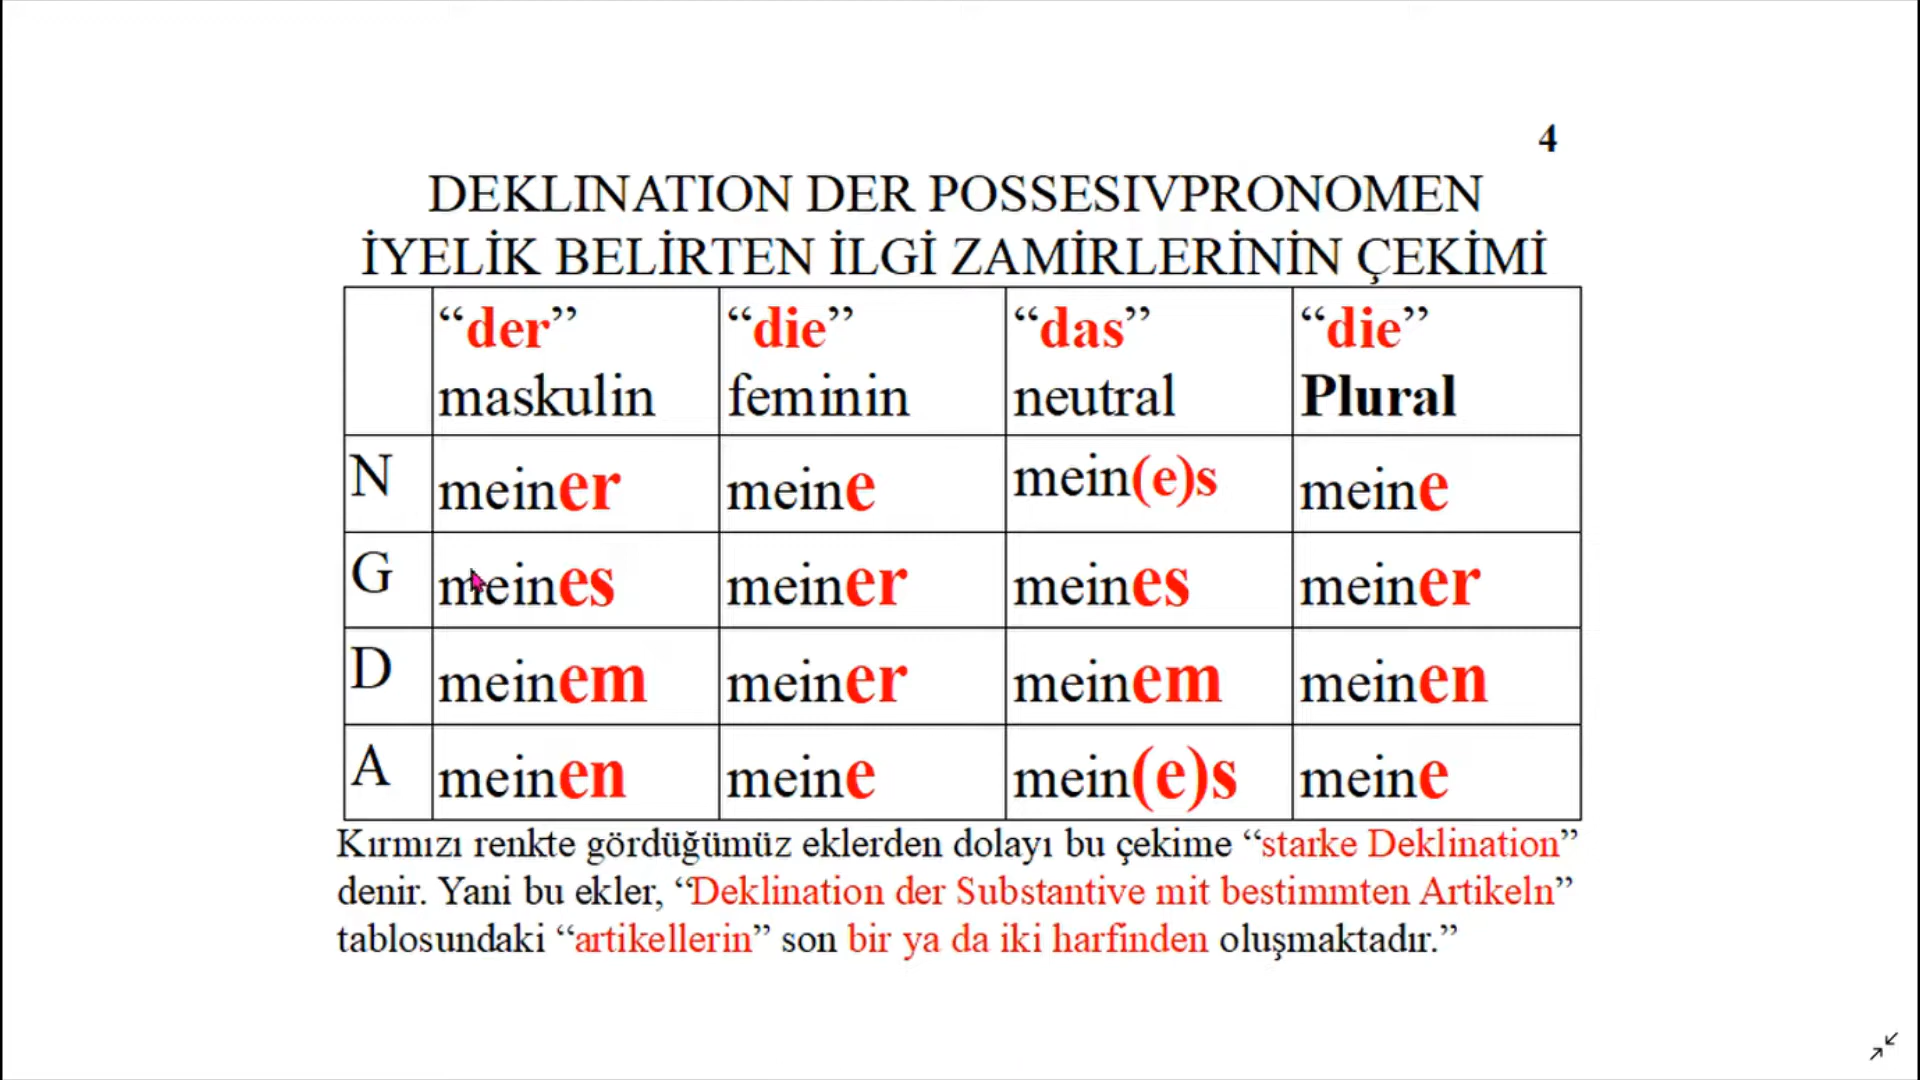 4
DEKLINATION DER POSSESIVPRONOMEN
İYELİK BELİRTEN İLGİ ZAMİRLERİNİN ÇEKİMİ
“der” “die” “das” “die”
maskulin feminin neutral Plural
N meiner meine mein(e)s meine
G meines meiner meines meiner
D meinem meiner meinem meinen
A meinen meine mein(e)s meine
Kırmızı renkte gördüğümüz eklerden dolayı bu çekime “starke Deklination”
denir. Yani bu ekler, “Deklination der Substantive mit bestimmten Artikeln”
tablosundaki “artikellerin” son bir ya da iki harfinden oluşmaktadır.”